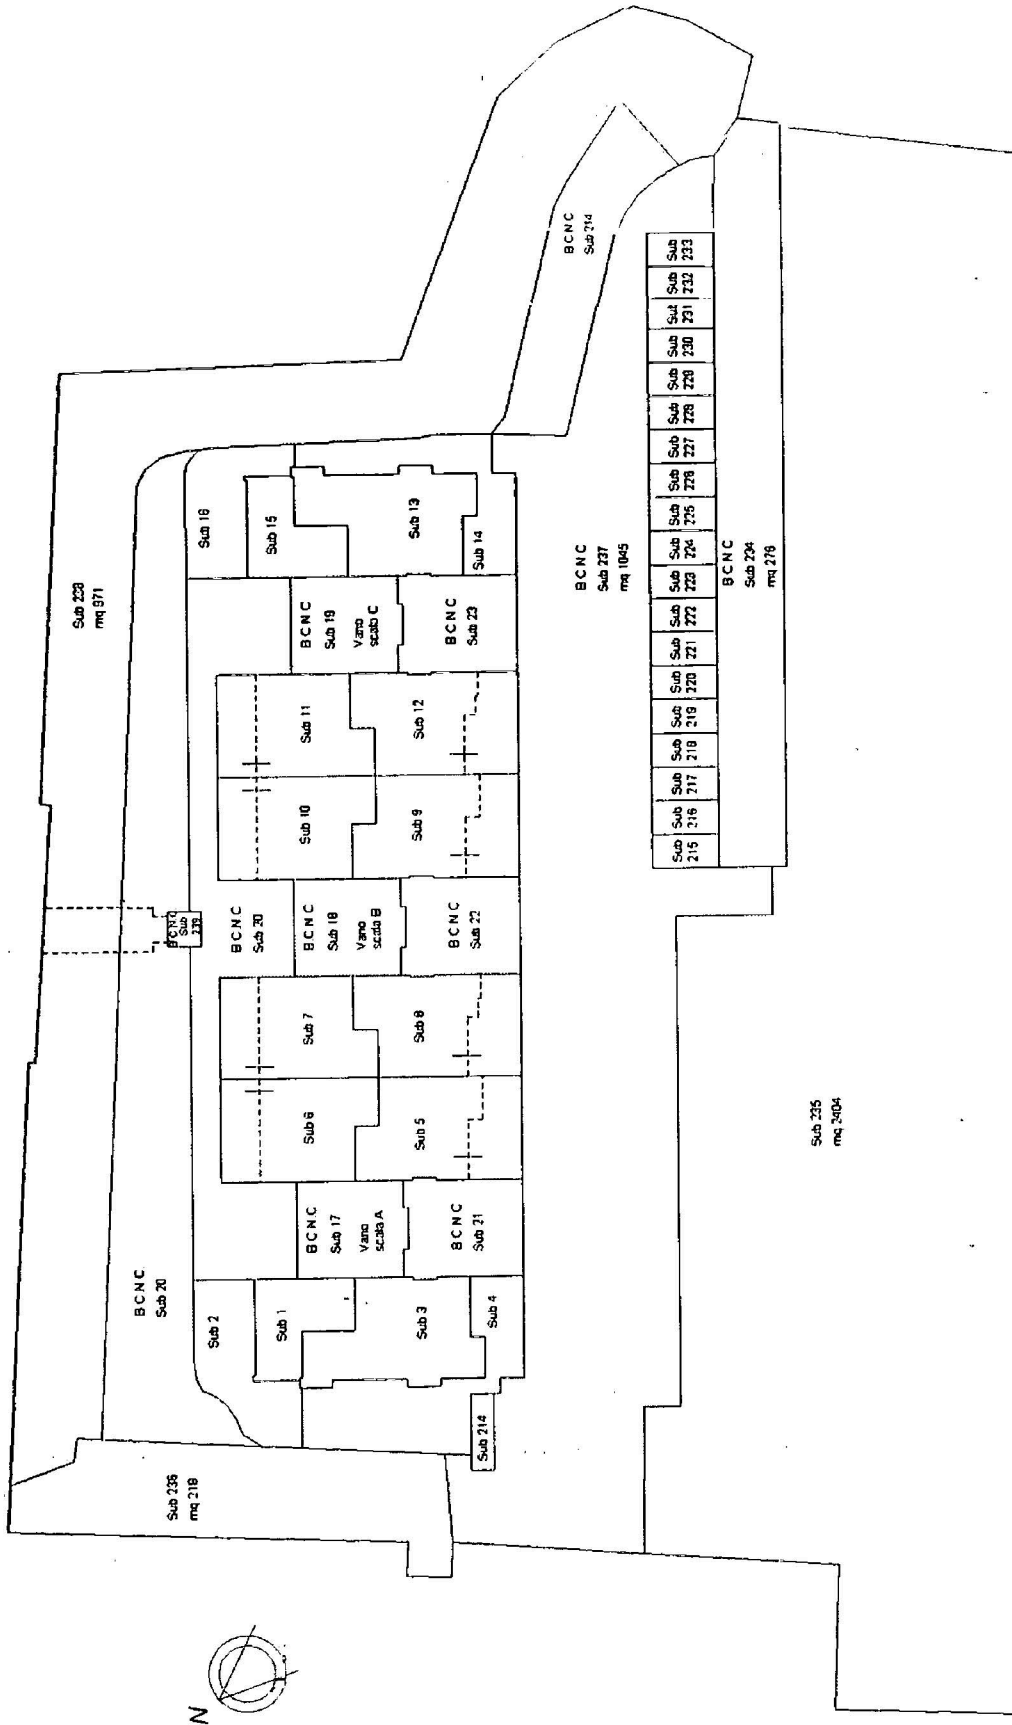 Sub 238
mq 971
B C N C
Sub 20
Sub 236
mq 218
B C N C
Sub
239
Sub 2
Sub 1
Sub 3
Sub 4
Sub 214
B C N.C
Sub 17
Vano
scala A
B C N C
Sub 21
Sub 6
Sub 5
Sub 7
Sub 8
B C N.C
Sub 20
B.C N.C
Sub 18
Vano
scala B
B C N C
Sub 22
Sub 10
Sub 9
Sub 11
Sub 12
B C N C
Sub 19
Vano
scala C
B C N C
Sub 23
Sub 16
Sub 15
Sub 13
Sub 14
B C N C
Sub 214
B C N C
Sub 237
mq 1045
Sub
215
Sub
216
Sub
217
Sub
218
Sub
219
Sub
220
Sub
221
Sub
222
Sub
223
Sub
224
Sub
225
Sub
226
Sub
227
Sub
228
Sub
229
Sub
230
Sub
231
Sub
232
Sub
233
B C N C
Sub 234
mq 276
Sub 235
mq 2404
N